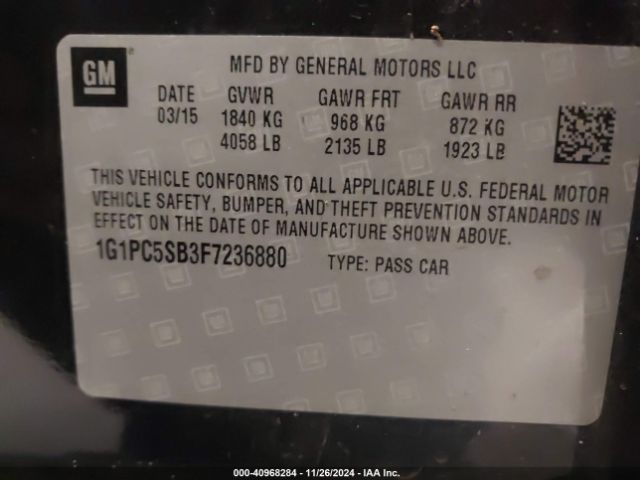 GM
MFD BY GENERAL MOTORS LLC
DATE GVWR GAWR FRT GAWR RR
03/15 1840 KG 968 KG 872 KG
4058 LB 2135 LB 1923 LB
THIS VEHICLE CONFORMS TO ALL APPLICABLE U.S. FEDERAL MOTOR
VEHICLE SAFETY, BUMPER, AND THEFT PREVENTION STANDARDS IN
EFFECT ON THE DATE OF MANUFACTURE SHOWN ABOVE.
1G1PC5SB3F7236880 TYPE: PASS CAR
000-40968284 - 11/26/2024 - IAA Inc.